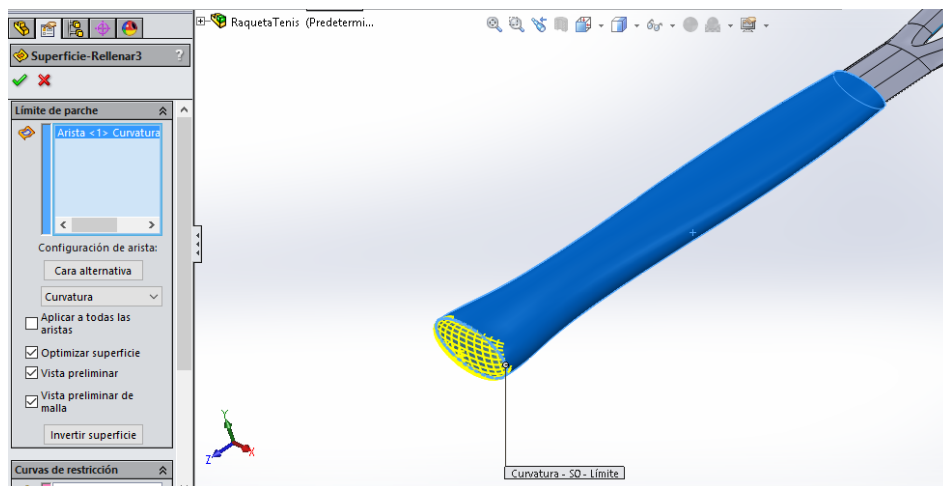 RaquetaTenis (Predetermi...
Superficie-Rellenar3
?
Límite de parche
Arista <1> Curvatura
Configuración de arista:
Cara alternativa
Curvatura
Aplicar a todas las
aristas
Optimizar superficie
Vista preliminar
Vista preliminar de
malla
Invertir superficie
Curvas de restricción
Y
Z
X
Curvatura - S0 - Límite